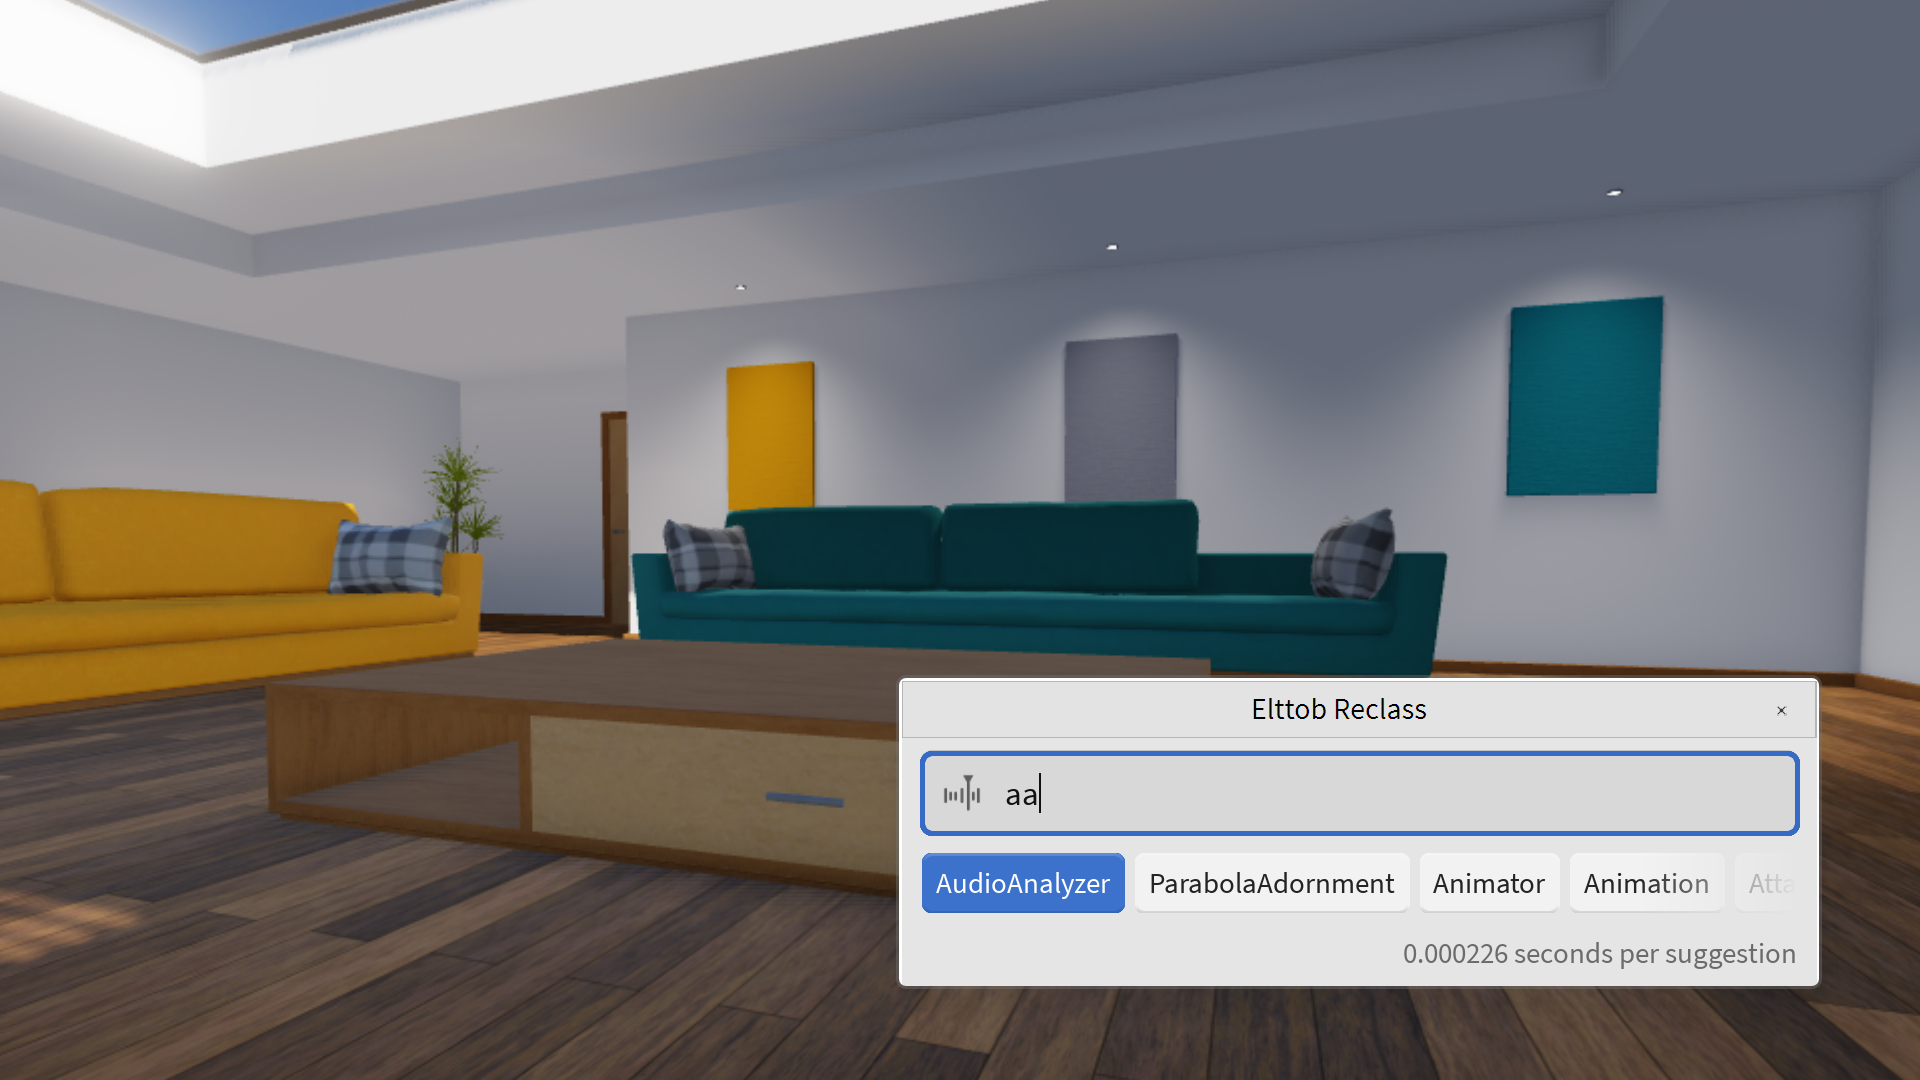 Elttob Reclass
aa
AudioAnalyzer ParabolaAdornment Animator Animation
0.000226 seconds per suggestion